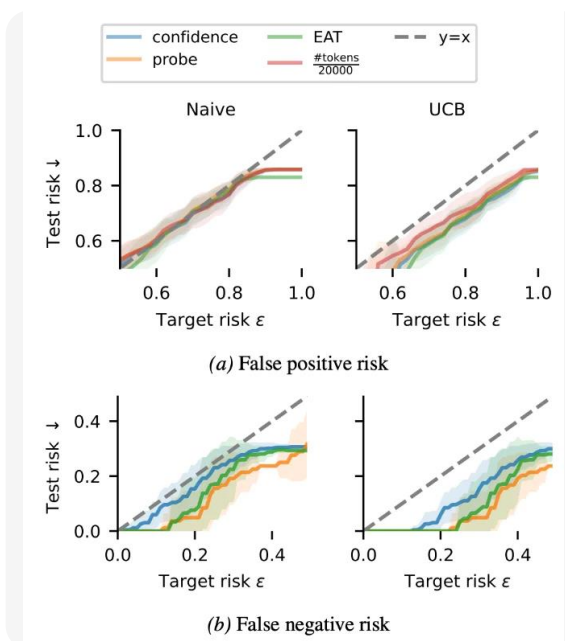 confidence EAT y=x
probe #tokens/20000
Naive UCB
1.0
0.8
0.6
Test risk ↓
0.6 0.8 1.0 0.6 0.8 1.0
Target risk ε Target risk ε
(a) False positive risk
0.4
0.2
0.0
Test risk ↓
0.0 0.2 0.4 0.0 0.2 0.4
Target risk ε Target risk ε
(b) False negative risk